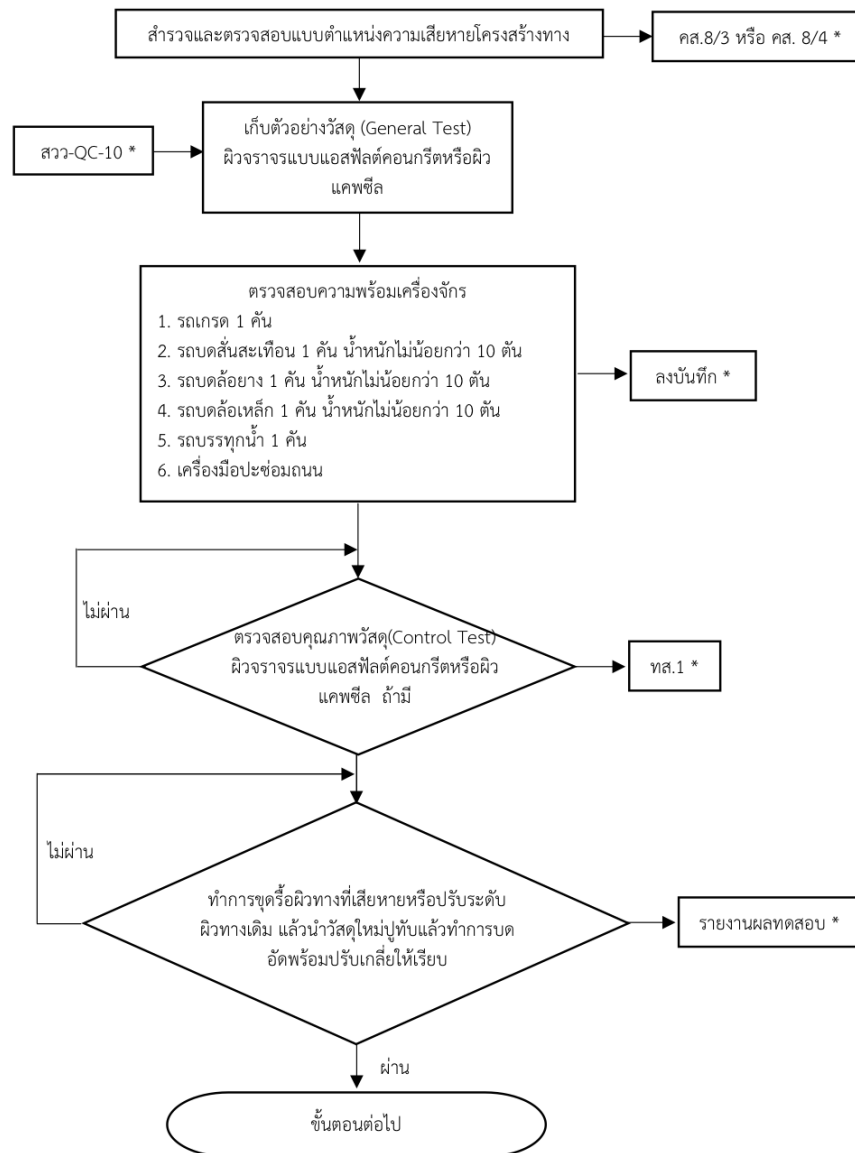 สำรวจและตรวจสอบแบบตำแหน่งความเสียหายโครงสร้างทาง
คส.8/3 หรือ คส. 8/4 *
สวว-QC-10 *
เก็บตัวอย่างวัสดุ (General Test)
ผิวจราจรแบบแอสฟัลต์คอนกรีตหรือผิว
แคพซีล
ตรวจสอบความพร้อมเครื่องจักร
1. รถเกรด 1 คัน
2. รถบดสั่นสะเทือน 1 คัน น้ำหนักไม่น้อยกว่า 10 ตัน
3. รถบดล้อยาง 1 คัน น้ำหนักไม่น้อยกว่า 10 ตัน
4. รถบดล้อเหล็ก 1 คัน น้ำหนักไม่น้อยกว่า 10 ตัน
5. รถบรรทุกน้ำ 1 คัน
6. เครื่องมือปะซ่อมถนน
ลงบันทึก *
ไม่ผ่าน
ตรวจสอบคุณภาพวัสดุ(Control Test)
ผิวจราจรแบบแอสฟัลต์คอนกรีตหรือผิว
แคพซีล ถ้ามี
ทส.1 *
ไม่ผ่าน
ทำการขุดรื้อผิวทางที่เสียหายหรือปรับระดับ
ผิวทางเดิม แล้วนำวัสดุใหม่ปูทับแล้วทำการบด
อัดพร้อมปรับเกลี่ยให้เรียบ
รายงานผลทดสอบ *
ผ่าน
ขั้นตอนต่อไป